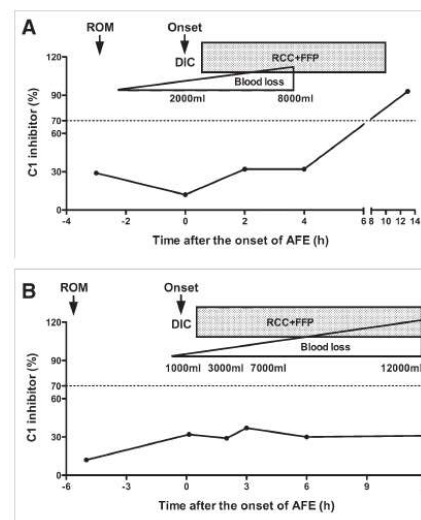 A
ROM
Onset
DIC
RCC+FFP
Blood loss
2000ml
8000ml
C1 inhibitor (%)
120
90
70
60
30
0
-4 -2 0 2 4 6 8 10 12 14
Time after the onset of AFE (h)
B
ROM
Onset
DIC
RCC+FFP
Blood loss
1000ml 3000ml 7000ml 12000ml
C1 inhibitor (%)
120
90
70
60
30
0
-6 -3 0 3 6 9
Time after the onset of AFE (h)